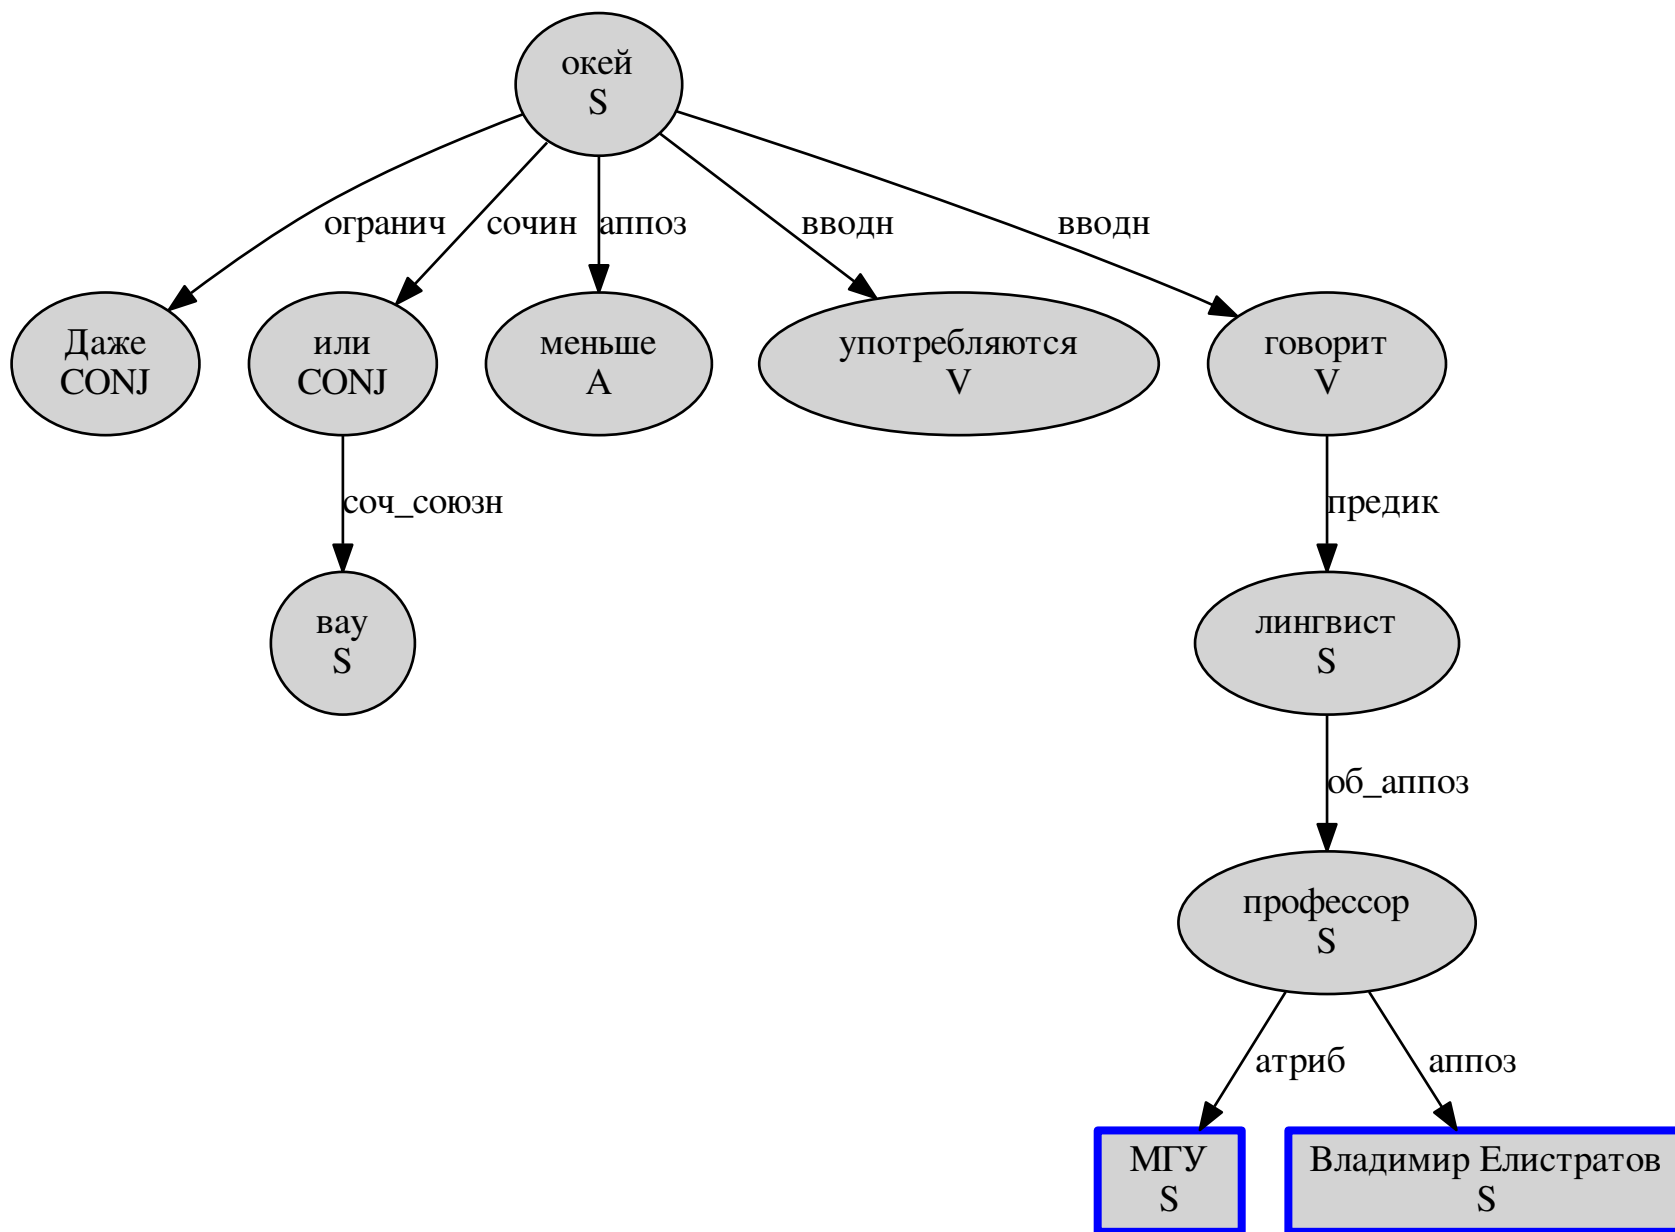 окей
S
огранич
сочин
аппоз
вводн
вводн
Даже
CONJ
или
CONJ
меньше
A
употребляются
V
говорит
V
соч_союзн
предик
вау
S
лингвист
S
об_аппоз
профессор
S
атриб
аппоз
МГУ
S
Владимир Елистратов
S